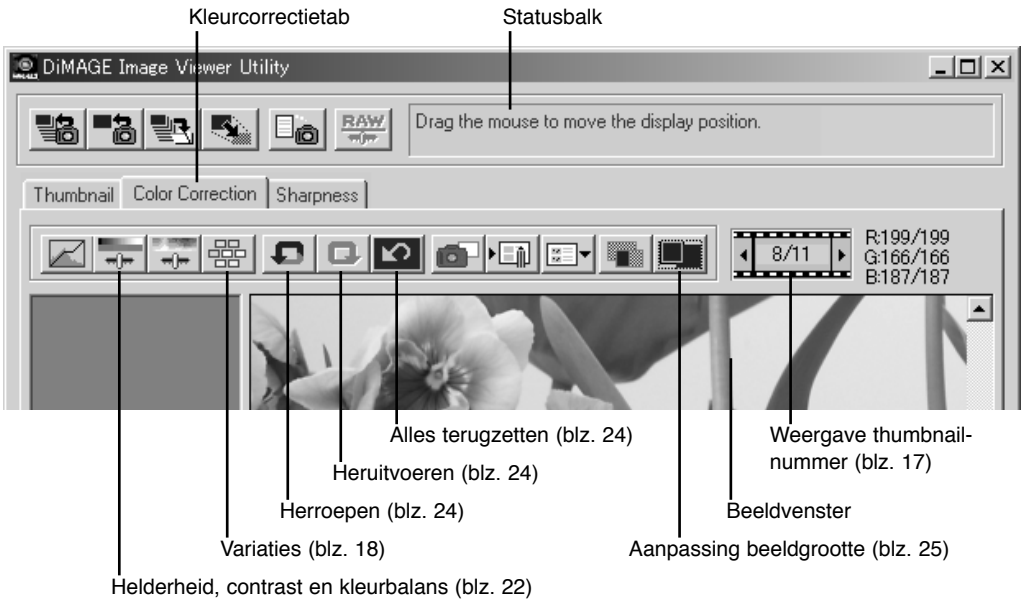 Kleurcorrectietab
Statusbalk
DiMAGE Image Viewer Utility
RAW
Drag the mouse to move the display position.
Thumbnail
Color Correction
Sharpness
8/11
R:199/199
G:166/166
B:187/187
Alles terugzetten (blz. 24)
Weergave thumbnail-
nummer (blz. 17)
Heruitvoeren (blz. 24)
Herroepen (blz. 24)
Beeldvenster
Variaties (blz. 18)
Aanpassing beeldgrootte (blz. 25)
Helderheid, contrast en kleurbalans (blz. 22)